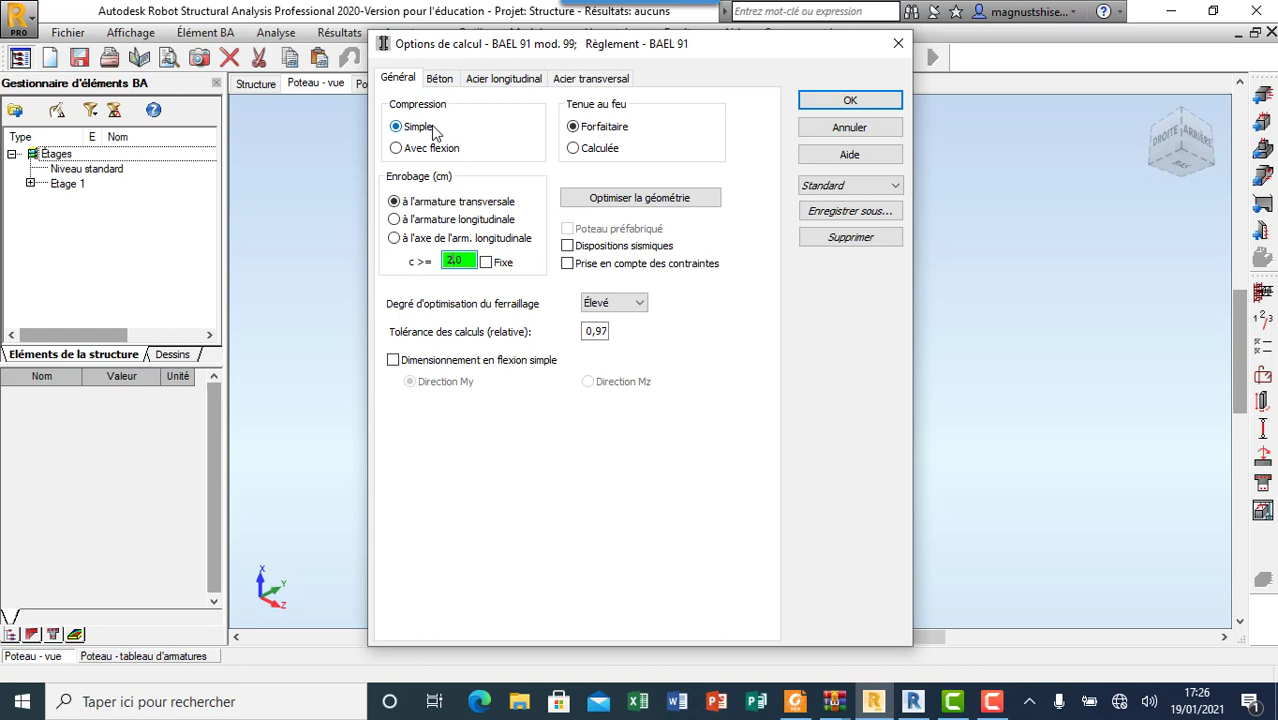 Autodesk Robot Structural Analysis Professional 2020-Version pour l'éducation - Projet: Structure - Résultats: aucuns
Entrez mot-clé ou expression
magnustshise...
PRO
Fichier Affichage Élément BA Analyse Résultats
Options de calcul - BAEL 91 mod. 99; Règlement - BAEL 91
Gestionnaire d'éléments BA
Structure Poteau - vue
Général Béton Acier longitudinal Acier transversal
Type E Nom
Étages
Niveau standard
Etage 1
Compression
Simple
Avec flexion
Tenue au feu
Forfaitaire
Calculée
Enrobage (cm)
à l'armature transversale
à l'armature longitudinale
à l'axe de l'arm. longitudinale
c >= 2,0 Fixe
Optimiser la géométrie
Poteau préfabriqué
Dispositions sismiques
Prise en compte des contraintes
Degré d'optimisation du ferraillage Élevé
Tolérance des calculs (relative): 0,97
Dimensionnement en flexion simple
Direction My Direction Mz
OK
Annuler
Aide
Standard
Enregistrer sous...
Supprimer
DROITE ARRIÈRE
BAS
Eléments de la structure Dessins
Nom Valeur Unité
X
Y
Z
Poteau - vue Poteau - tableau d'armatures
Taper ici pour rechercher
17:26
19/01/2021